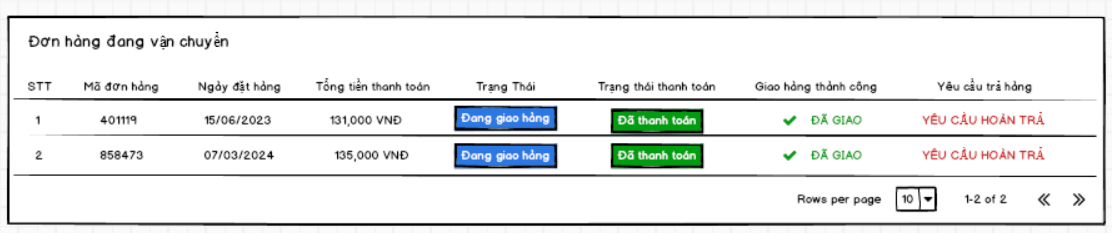 Đơn hàng đang vận chuyển
STT Mã đơn hàng Ngày đặt hàng Tổng tiền thanh toán Trạng Thái Trạng thái thanh toán Giao hàng thành công Yêu cầu trả hàng
1 401119 15/06/2023 131,000 VNĐ Đang giao hàng Đã thanh toán ĐÃ GIAO YÊU CẦU HOÀN TRẢ
2 858473 07/03/2024 135,000 VNĐ Đang giao hàng Đã thanh toán ĐÃ GIAO YÊU CẦU HOÀN TRẢ
Rows per page 10 1-2 of 2